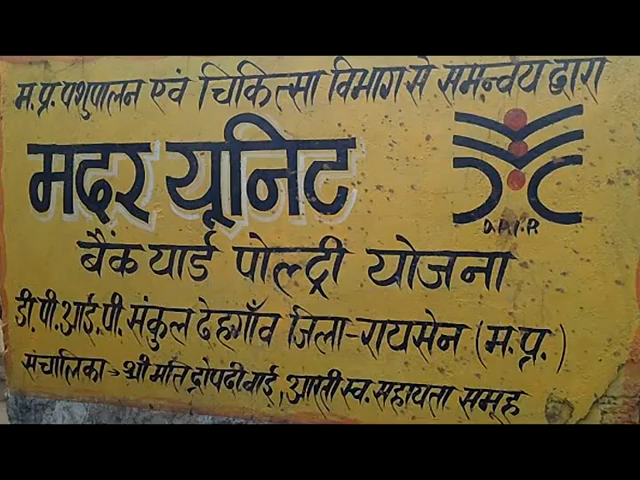 म.प्र. पशुपालन एवं चिकित्सा विभाग से समन्वय द्वारा
मदर यूनिट
D.P.I.P.
बैंक यार्ड पोल्ट्री योजना
डी.पी.आई.पी. संकुल देहगाँव जिला-रायसेन (म.प्र.)
संचालिका → श्रीमति द्रोपदी बाई, आरती स्व. सहायता समूह